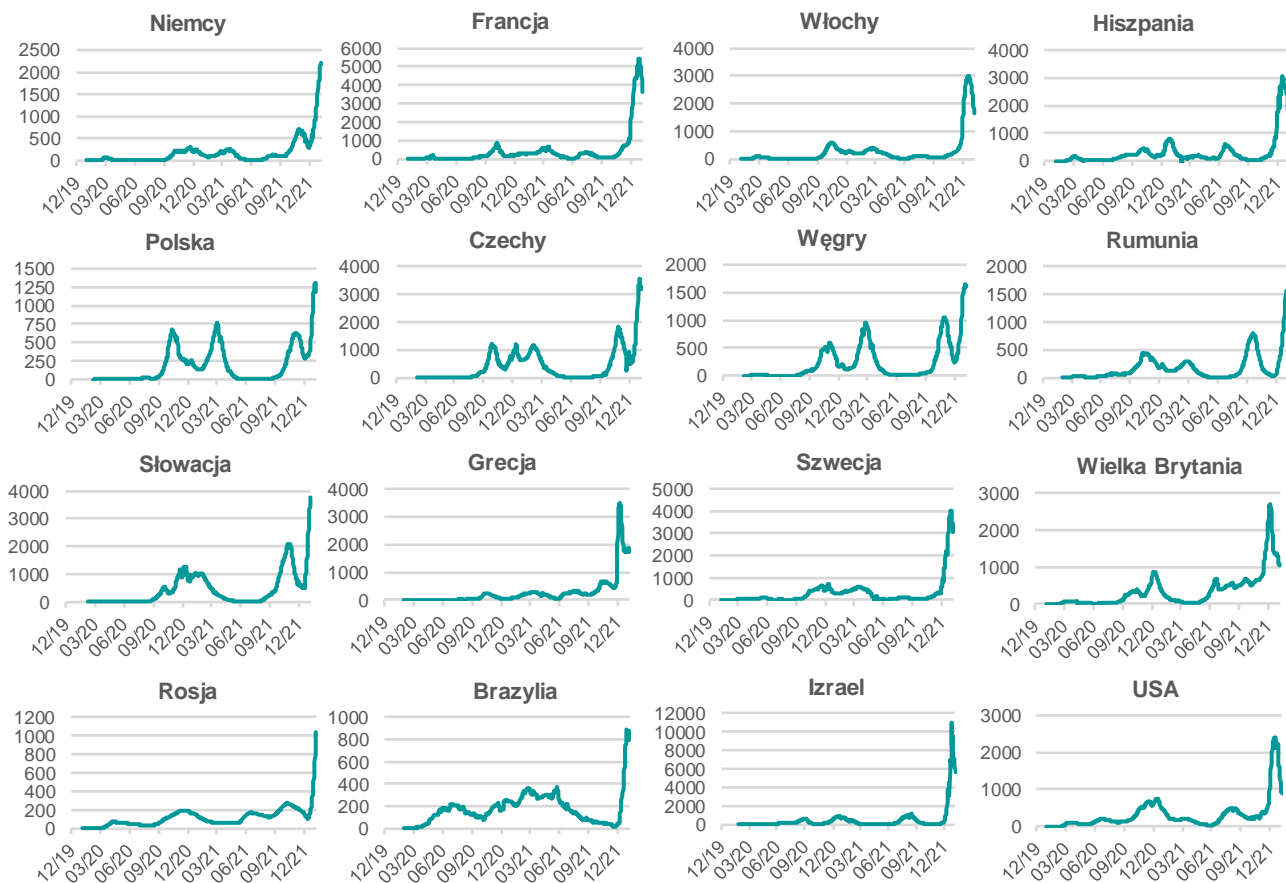 Niemcy
2500
2000
1500
1000
500
0
12/19 03/20 06/20 09/20 12/20 03/21 06/21 09/21 12/21
Francja
6000
5000
4000
3000
2000
1000
0
12/19 03/20 06/20 09/20 12/20 03/21 06/21 09/21 12/21
Włochy
4000
3000
2000
1000
0
12/19 03/20 06/20 09/20 12/20 03/21 06/21 09/21 12/21
Hiszpania
4000
3000
2000
1000
0
12/19 03/20 06/20 09/20 12/20 03/21 06/21 09/21 12/21
Polska
1500
1250
1000
750
500
250
0
12/19 03/20 06/20 09/20 12/20 03/21 06/21 09/21 12/21
Czechy
4000
3000
2000
1000
0
12/19 03/20 06/20 09/20 12/20 03/21 06/21 09/21 12/21
Węgry
2000
1500
1000
500
0
12/19 03/20 06/20 09/20 12/20 03/21 06/21 09/21 12/21
Rumunia
2000
1500
1000
500
0
12/19 03/20 06/20 09/20 12/20 03/21 06/21 09/21 12/21
Słowacja
4000
3000
2000
1000
0
12/19 03/20 06/20 09/20 12/20 03/21 06/21 09/21 12/21
Grecja
4000
3000
2000
1000
0
12/19 03/20 06/20 09/20 12/20 03/21 06/21 09/21 12/21
Szwecja
5000
4000
3000
2000
1000
0
12/19 03/20 06/20 09/20 12/20 03/21 06/21 09/21 12/21
Wielka Brytania
3000
2000
1000
0
12/19 03/20 06/20 09/20 12/20 03/21 06/21 09/21 12/21
Rosja
1200
1000
800
600
400
200
0
12/19 03/20 06/20 09/20 12/20 03/21 06/21 09/21 12/21
Brazylia
1000
800
600
400
200
0
12/19 03/20 06/20 09/20 12/20 03/21 06/21 09/21 12/21
Izrael
12000
10000
8000
6000
4000
2000
0
12/19 03/20 06/20 09/20 12/20 03/21 06/21 09/21 12/21
USA
3000
2000
1000
0
12/19 03/20 06/20 09/20 12/20 03/21 06/21 09/21 12/21